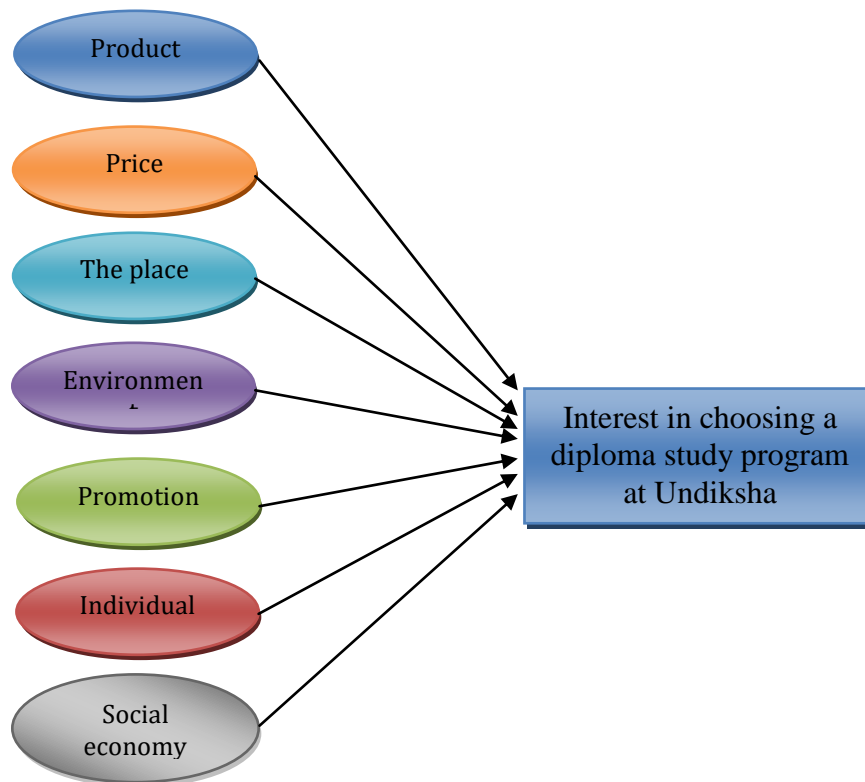 Product
Price
The place
Environmen
Promotion
Individual
Social
economy
Interest in choosing a
diploma study program
at Undiksha